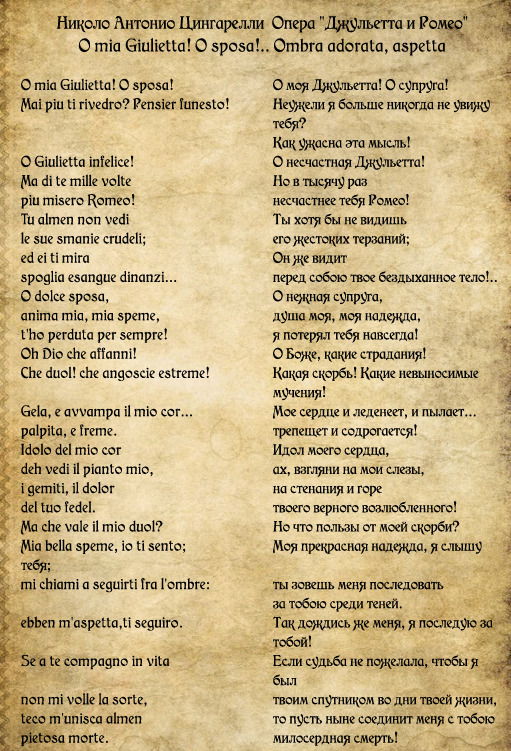 Николо Антонио Цингарелли Опера "Джульетта и Ромео"
O mia Giulietta! O sposa!.. Ombra adorata, aspetta
O mia Giulietta! O sposa! О моя Джульетта! О супруга!
Mai piu ti rivedro? Pensier funesto! Неужели я больше никогда не увижу
тебя?
Как ужасна эта мысль!
O Giulietta infelice! О несчастная Джульетта!
Ma di te mille volte Но в тысячу раз
piu misero Romeo! несчастнее тебя Ромео!
Tu almen non vedi Ты хотя бы не видишь
le sue smanie crudeli; его жестоких терзаний;
ed ei ti mira Он же видит
spoglia esangue dinanzi... перед собою твое бездыханное тело!..
O dolce sposa, О нежная супруга,
anima mia, mia speme, душа моя, моя надежда,
t'ho perduta per sempre! я потерял тебя навсегда!
Oh Dio che affanni! О Боже, какие страдания!
Che duol! che angoscie estreme! Какая скорбь! Какие невыносимые
мучения!
Gela, e avvampa il mio cor... Мое сердце и леденеет, и пылает...
palpita, e freme. трепещет и содрогается!
Idolo del mio cor Идол моего сердца,
deh vedi il pianto mio, ах, взгляни на мои слезы,
i gemiti, il dolor на стенания и горе
del tuo fedel. твоего верного возлюбленного!
Ma che vale il mio duol? Но что пользы от моей скорби?
Mia bella speme, io ti sento; Моя прекрасная надежда, я слышу
тебя;
mi chiami a seguirti fra l'ombre: ты зовешь меня последовать
за тобою среди теней.
ebben m'aspetta,ti seguiro. Так дождись же меня, я последую за
тобой!
Se a te compagno in vita Если судьба не пожелала, чтобы я
был
non mi volle la sorte, твоим спутником во дни твоей жизни,
teco m'unisca almen то пусть ныне соединит меня с тобою
pietosa morte. милосердная смерть!